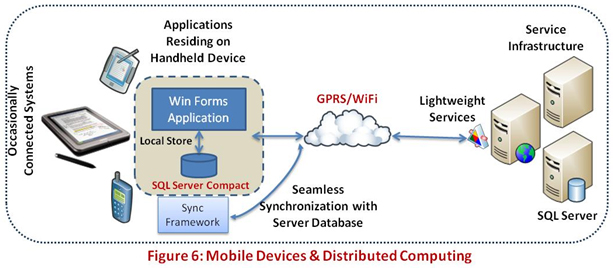 Occasionally
Connected Systems
Applications
Residing on
Handheld Device
Win Forms
Application
Local Store
SQL Server Compact
Sync
Framework
GPRS/WiFi
Seamless
Synchronization with
Server Database
Lightweight
Services
Service
Infrastructure
SQL Server
Figure 6: Mobile Devices & Distributed Computing